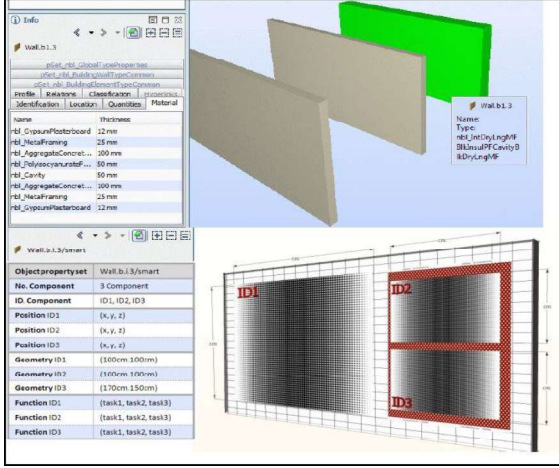 Info
Wall.b1.3
pSet_nbl_GlobalTypeProperties
pSet_nbl_BuildingWallTypeCommon
pSet_nbl_BuildingElementTypeCommon
Profile Relations Classification Hyperlinks
Identification Location Quantities Material
Name Thickness
nbl_GypsumPlasterboard 12 mm
nbl_MetalFraming 25 mm
nbl_AggregateConcret... 100 mm
nbl_PolyisocyanurateF... 50 mm
nbl_Cavity 50 mm
nbl_AggregateConcret... 100 mm
nbl_MetalFraming 25 mm
nbl_GypsumPlasterboard 12 mm
Wall.b1.3
Name:
Type:
nbl_IntDryLngMF
BlkInsulPFCavityB
lkDryLngMF
Wall.b.i.3/smart
Object property set Wall.b.i.3/smart
No. Component 3 Component
ID. Component ID1, ID2, ID3
Position ID1 (x, y, z)
Position ID2 (x, y, z)
Position ID3 (x, y, z)
Geometry ID1 (100cm.100cm)
Geometry ID2 (100cm.100cm)
Geometry ID3 (170cm.150cm)
Function ID1 (task1, task2, task3)
Function ID2 (task1, task2, task3)
Function ID3 (task1, task2, task3)
ID1
ID2
ID3